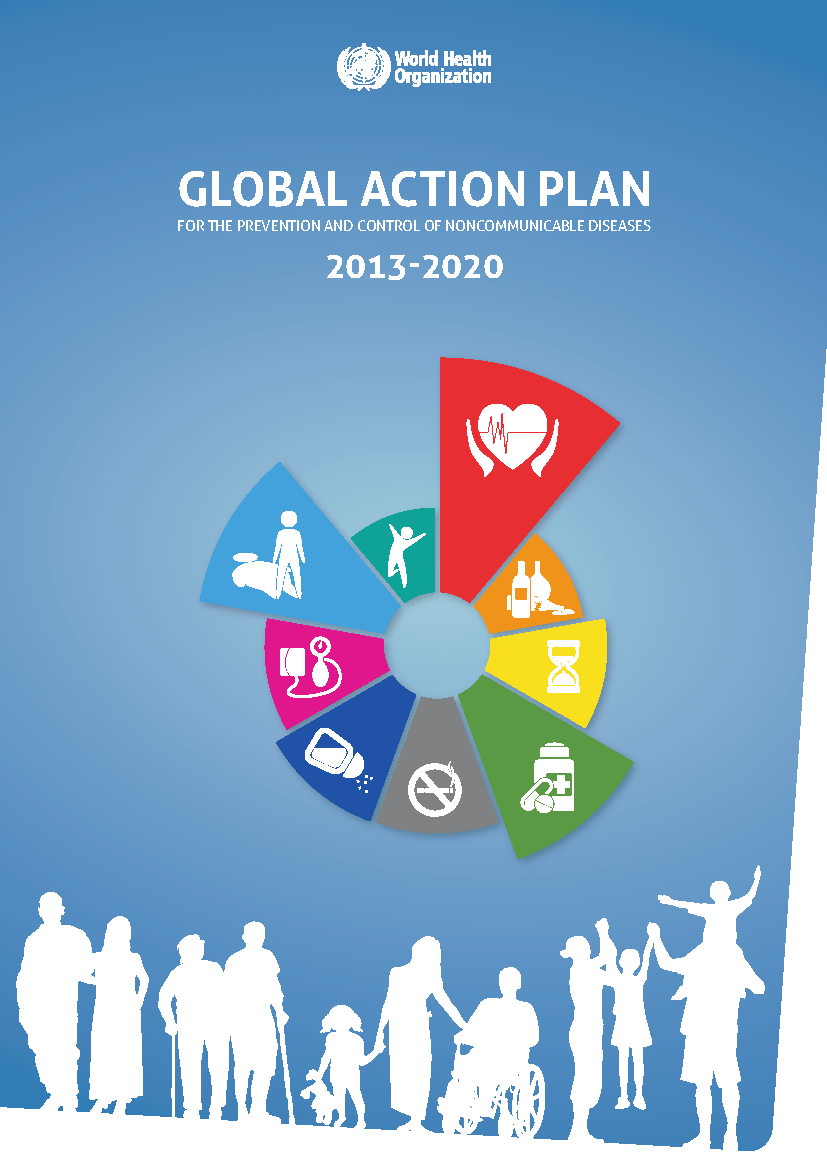 World Health
Organization
GLOBAL ACTION PLAN
FOR THE PREVENTION AND CONTROL OF NONCOMMUNICABLE DISEASES
2013-2020